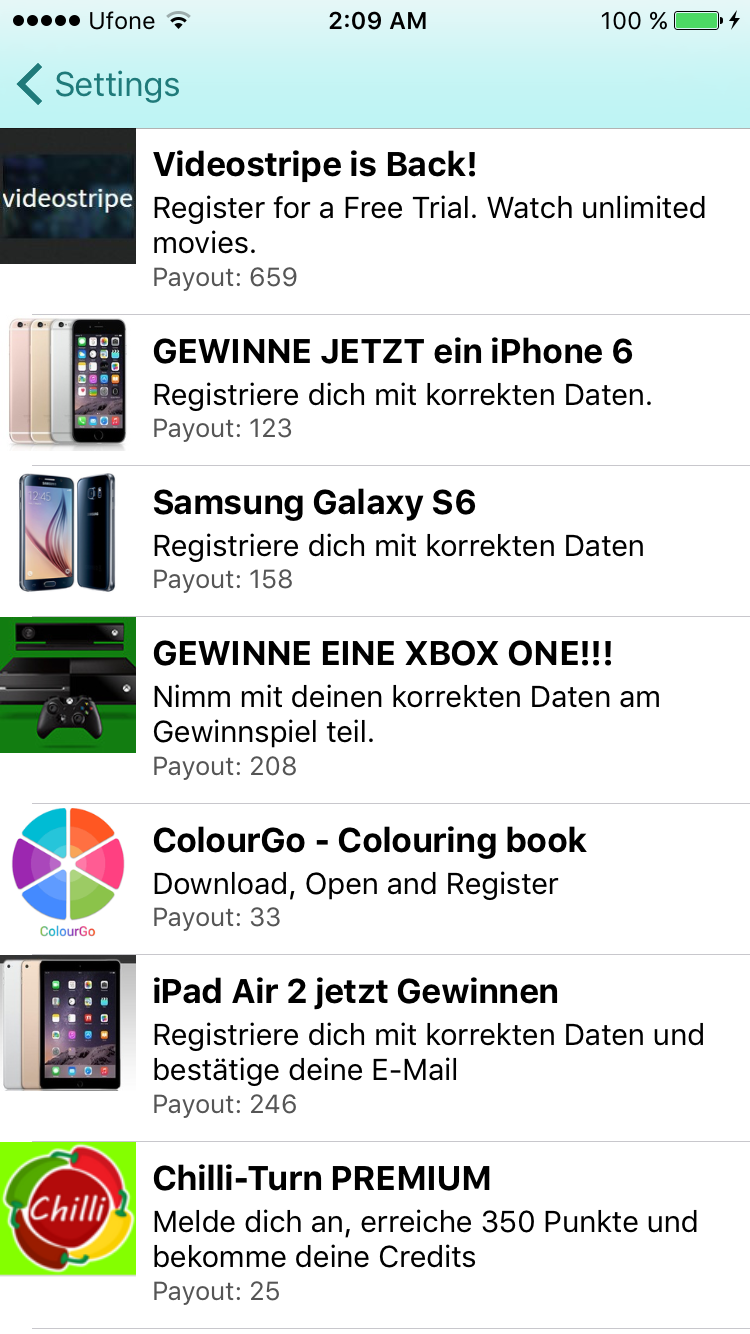 Ufone 2:09 AM 100 %
Settings
videostripe
Videostripe is Back!
Register for a Free Trial. Watch unlimited
movies.
Payout: 659
GEWINNE JETZT ein iPhone 6
Registriere dich mit korrekten Daten.
Payout: 123
12:45
Samsung Galaxy S6
Registriere dich mit korrekten Daten
Payout: 158
GEWINNE EINE XBOX ONE!!!
Nimm mit deinen korrekten Daten am
Gewinnspiel teil.
Payout: 208
ColourGo
ColourGo - Colouring book
Download, Open and Register
Payout: 33
iPad Air 2 jetzt Gewinnen
Registriere dich mit korrekten Daten und
bestätige deine E-Mail
Payout: 246
Chilli
Chilli-Turn PREMIUM
Melde dich an, erreiche 350 Punkte und
bekomme deine Credits
Payout: 25